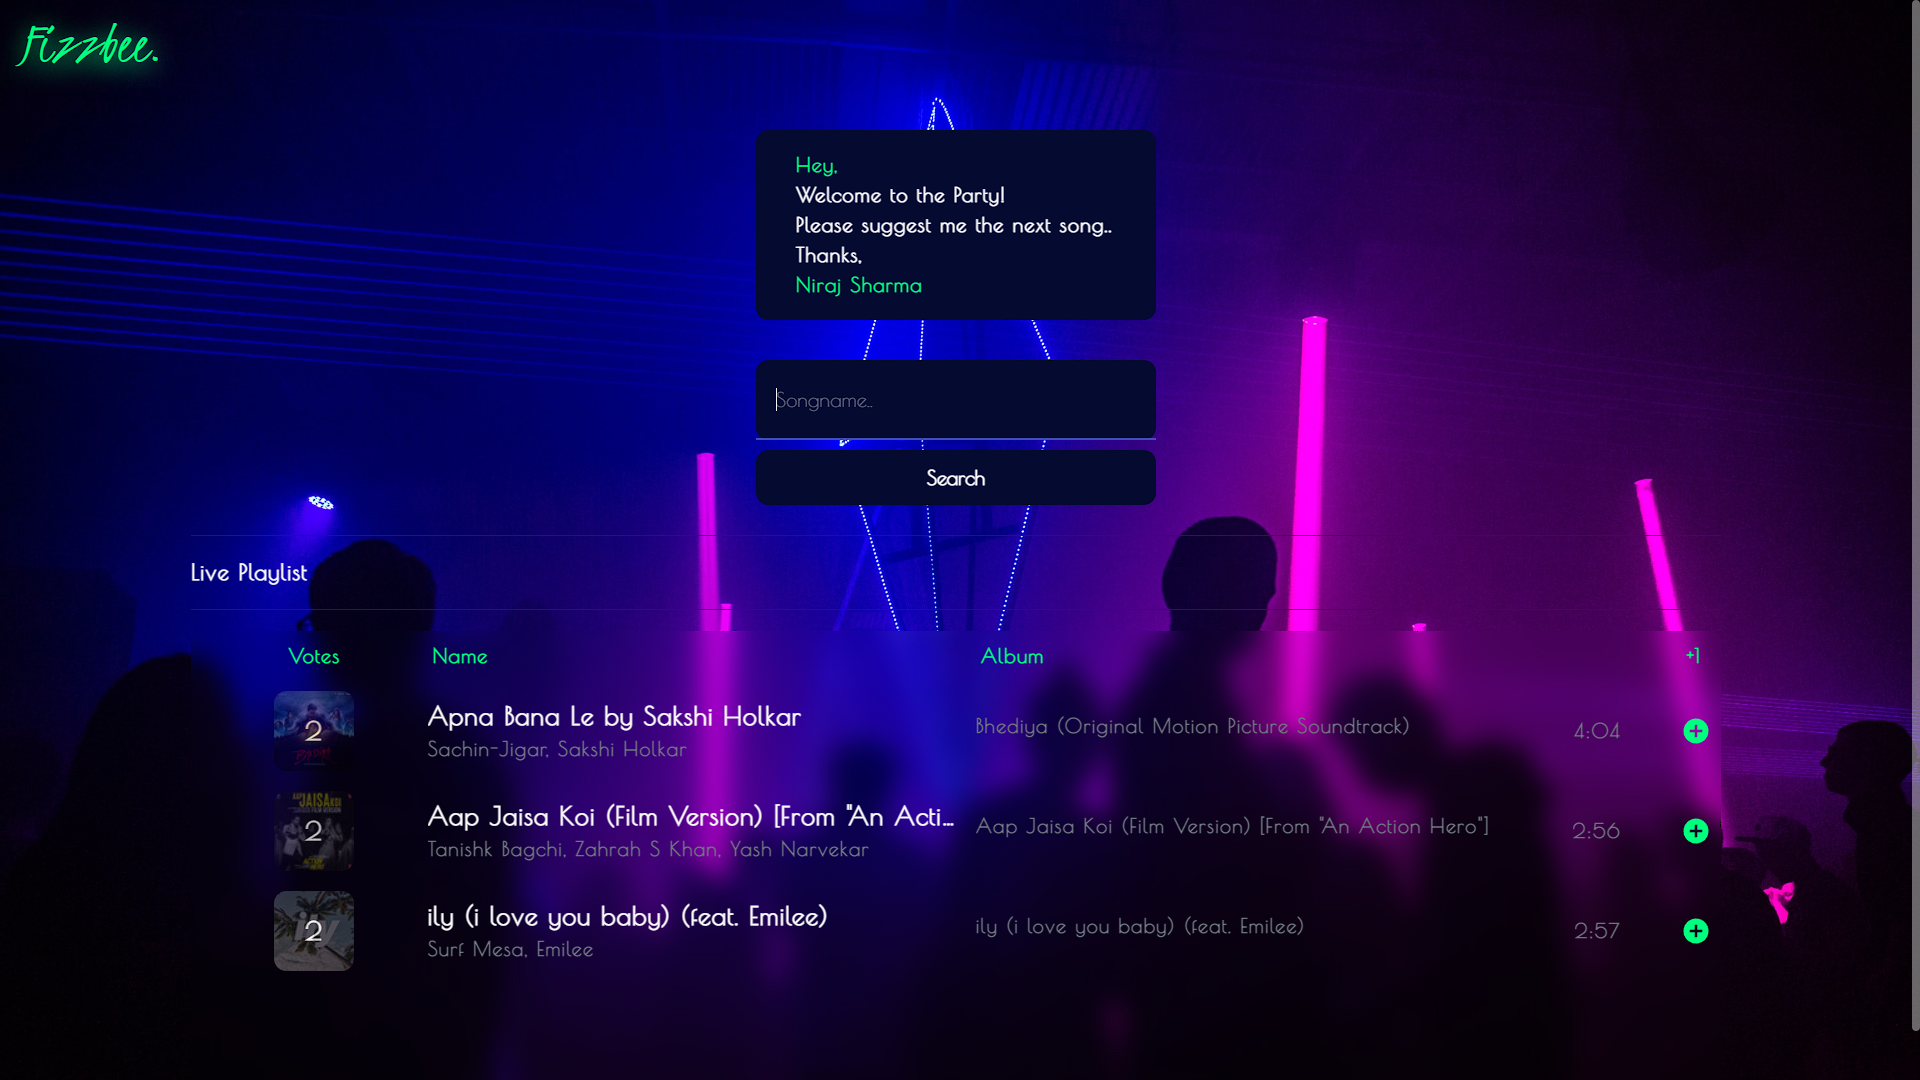 Fizzbee.
Hey,
Welcome to the Party!
Please suggest me the next song..
Thanks,
Niraj Sharma
Songname..
Search
Live Playlist
Votes Name Album +1
2 Apna Bana Le by Sakshi Holkar
Sachin-Jigar, Sakshi Holkar
Bhediya (Original Motion Picture Soundtrack) 4:04
2 Aap Jaisa Koi (Film Version) [From "An Acti...
Tanishk Bagchi, Zahrah S Khan, Yash Narvekar
Aap Jaisa Koi (Film Version) [From "An Action Hero"] 2:56
2 ily (i love you baby) (feat. Emilee)
Surf Mesa, Emilee
ily (i love you baby) (feat. Emilee) 2:57